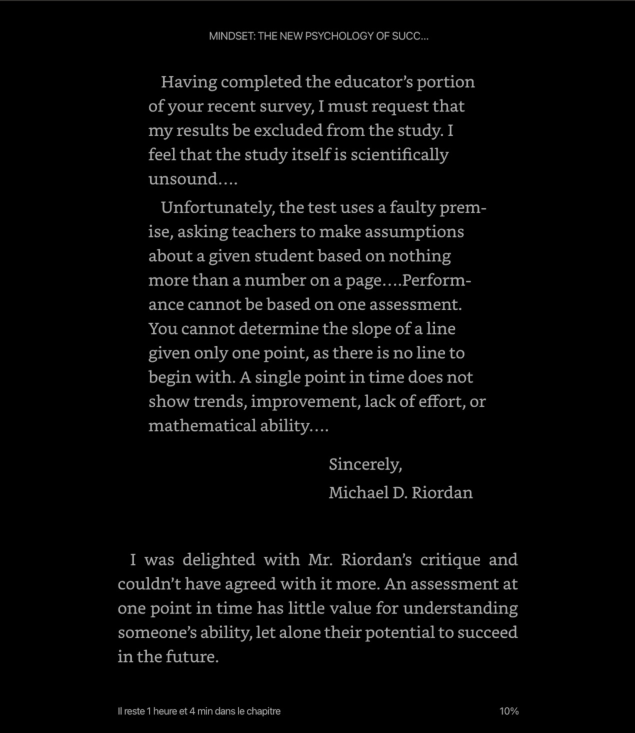 MINDSET: THE NEW PSYCHOLOGY OF SUCC...
Having completed the educator's portion
of your recent survey, I must request that
my results be excluded from the study. I
feel that the study itself is scientifically
unsound....
Unfortunately, the test uses a faulty prem-
ise, asking teachers to make assumptions
about a given student based on nothing
more than a number on a page....Perform-
ance cannot be based on one assessment.
You cannot determine the slope of a line
given only one point, as there is no line to
begin with. A single point in time does not
show trends, improvement, lack of effort, or
mathematical ability....
Sincerely,
Michael D. Riordan
I was delighted with Mr. Riordan's critique and
couldn't have agreed with it more. An assessment at
one point in time has little value for understanding
someone's ability, let alone their potential to succeed
in the future.
Il reste 1 heure et 4 min dans le chapitre
10%